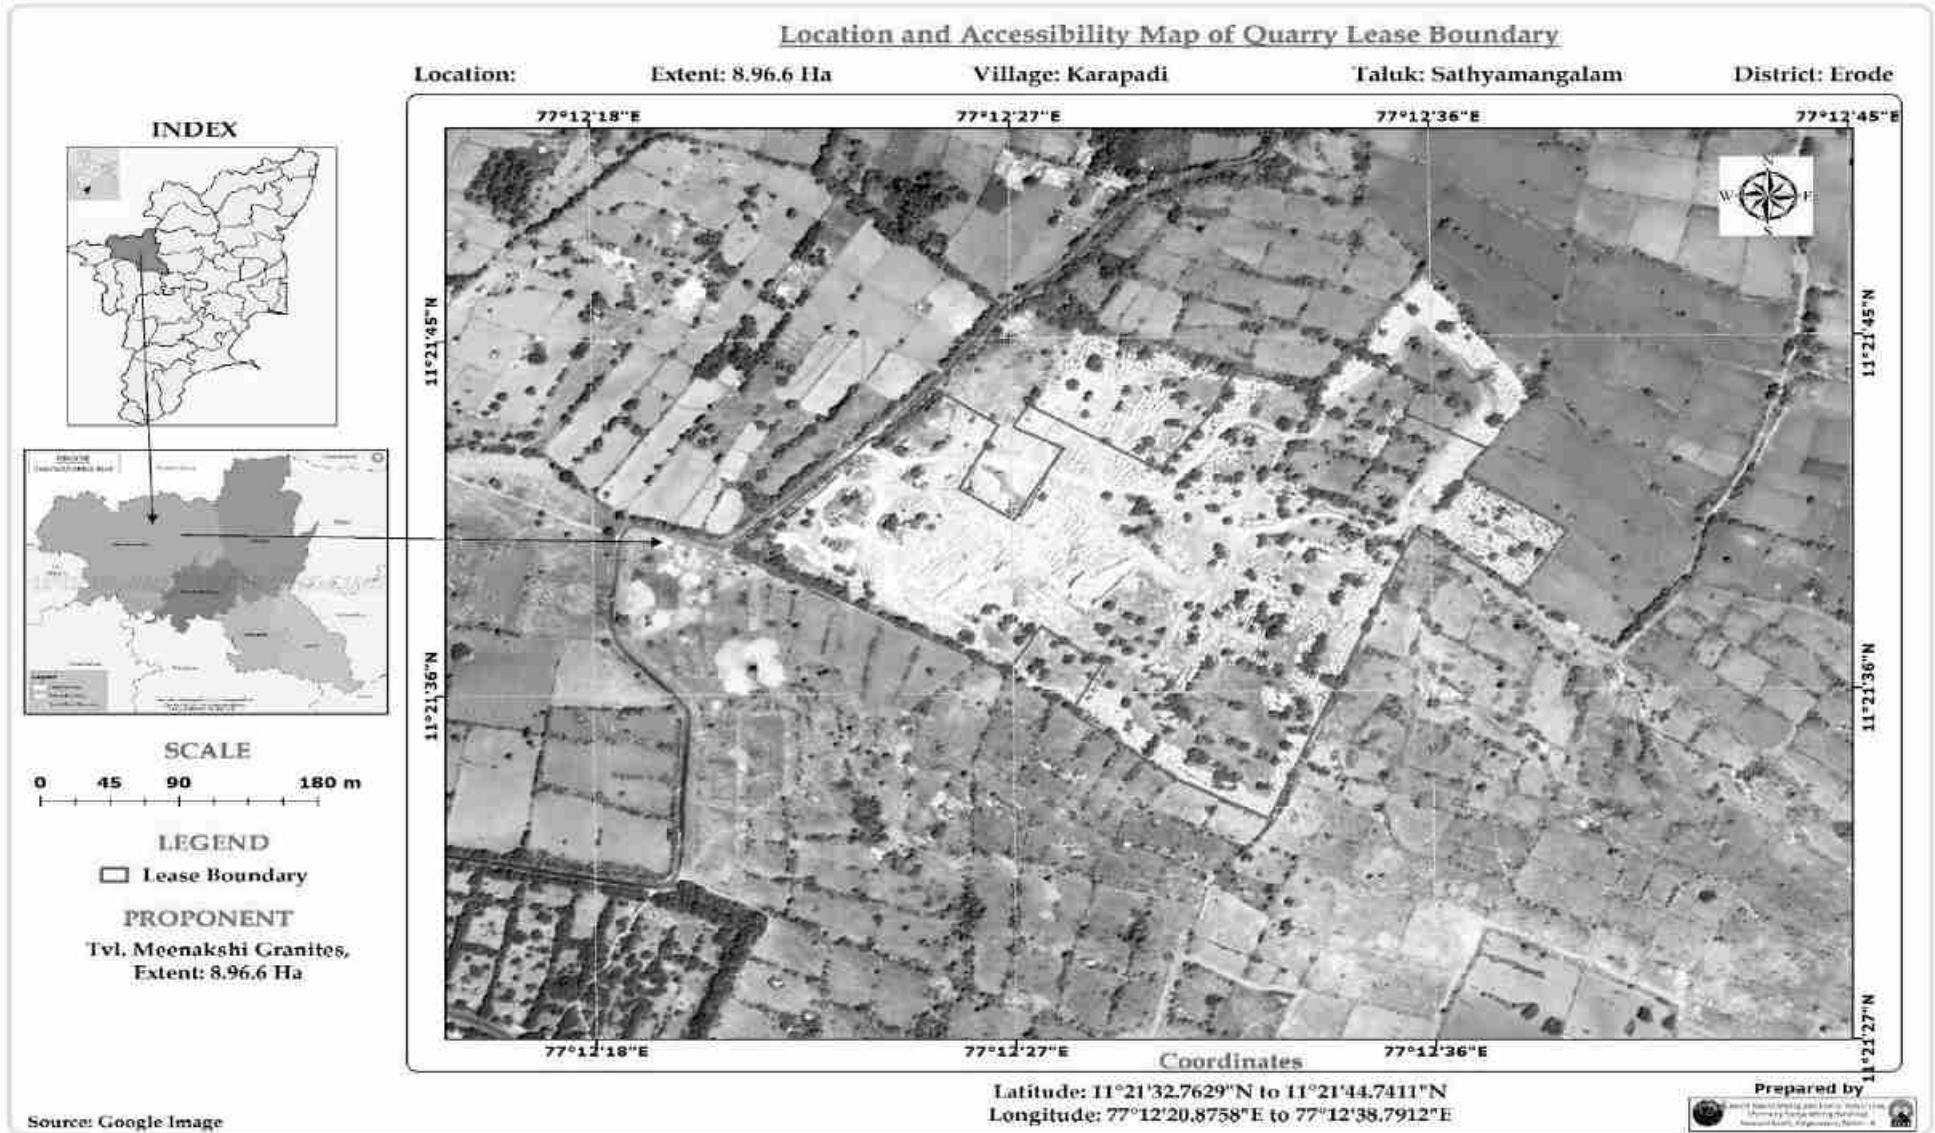 Location and Accessibility Map of Quarry Lease Boundary
Location: Extent: 8.96.6 Ha Village: Karapadi Taluk: Sathyamangalam District: Erode
INDEX
77°12'18"E 77°12'27"E 77°12'36"E 77°12'45"E
N
W E
11°21'45"N 11°21'45"N
11°21'36"N 11°21'36"N
11°21'27"N
SCALE
0 45 90 180 m
LEGEND
Lease Boundary
PROPONENT
Tvl. Meenakshi Granites,
Extent: 8.96.6 Ha
77°12'18"E 77°12'27"E 77°12'36"E
Coordinates
Latitude: 11°21'32.7629"N to 11°21'44.7411"N
Longitude: 77°12'20.8758"E to 77°12'38.7912"E
Prepared by
Source: Google Image